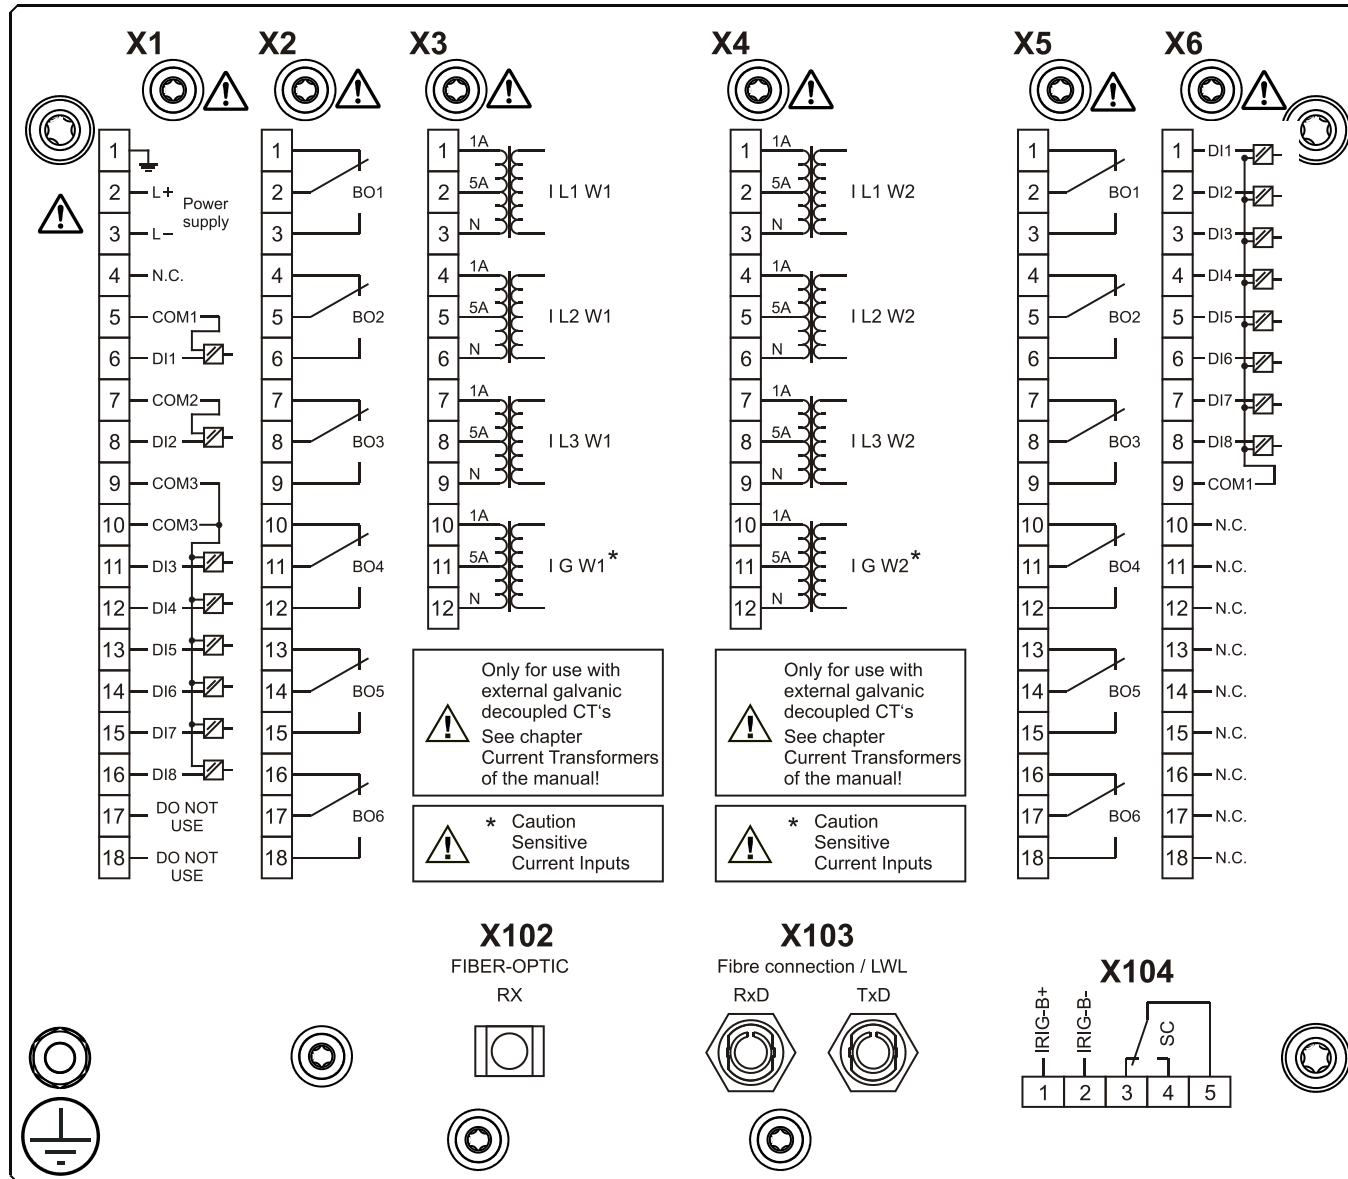 X1
1
2 L+ Power
3 L– supply
4 N.C.
5 COM1
6 DI1
7 COM2
8 DI2
9 COM3
10 COM3
11 DI3
12 DI4
13 DI5
14 DI6
15 DI7
16 DI8
17 DO NOT
USE
18 DO NOT
USE
X2
1
2 BO1
3
4
5 BO2
6
7
8 BO3
9
10
11 BO4
12
13
14 BO5
15
16
17 BO6
18
X3
1 1A
2 5A I L1 W1
3 N
4 1A
5 5A I L2 W1
6 N
7 1A
8 5A I L3 W1
9 N
10 1A
11 5A I G W1*
12 N
Only for use with
external galvanic
decoupled CT‘s
See chapter
Current Transformers
of the manual!
* Caution
Sensitive
Current Inputs
X4
1 1A
2 5A I L1 W2
3 N
4 1A
5 5A I L2 W2
6 N
7 1A
8 5A I L3 W2
9 N
10 1A
11 5A I G W2*
12 N
Only for use with
external galvanic
decoupled CT‘s
See chapter
Current Transformers
of the manual!
* Caution
Sensitive
Current Inputs
X5
1
2 BO1
3
4
5 BO2
6
7
8 BO3
9
10
11 BO4
12
13
14 BO5
15
16
17 BO6
18
X6
1 DI1
2 DI2
3 DI3
4 DI4
5 DI5
6 DI6
7 DI7
8 DI8
9 COM1
10 N.C.
11 N.C.
12 N.C.
13 N.C.
14 N.C.
15 N.C.
16 N.C.
17 N.C.
18 N.C.
X102
FIBER-OPTIC
RX
X103
Fibre connection / LWL
RxD TxD
X104
IRIG-B+
IRIG-B-
SC
1 2 3 4 5